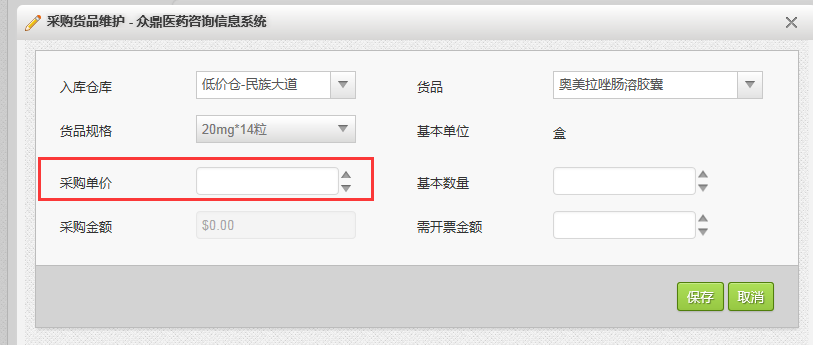 采购货品维护 - 众鼎医药咨询信息系统
入库仓库 低价仓-民族大道 货品 奥美拉唑肠溶胶囊
货品规格 20mg*14粒 基本单位 盒
采购单价 基本数量
采购金额 $0.00 需开票金额
保存 取消